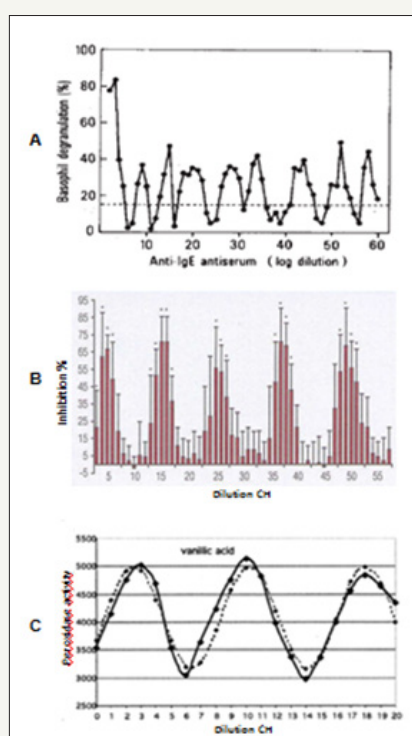 A
Basophil degranulation (%)
100
80
60
40
20
0
10 20 30 40 50 60
Anti-IgE antiserum ( log dilution )
B
Inhibition %
95
85
75
65
55
45
35
25
15
5
-5
5 10 15 20 25 30 35 40 45 50 55
Dilution CH
C
vanillic acid
5500
5000
4500
4000
3500
3000
2500
0 1 2 3 4 5 6 7 8 9 10 11 12 13 14 15 16 17 18 19 20
Dilution CH